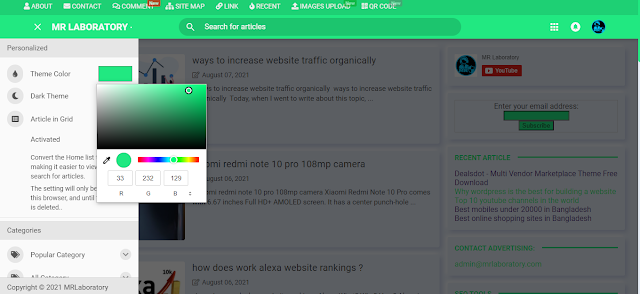 ABOUT CONTACT COMMENT New SITE MAP LINK RECENT IMAGES UPLOAD New QR CODE New
MR LABORATORY
Search for articles
Personalized
Theme Color
Dark Theme
Article in Grid
Activated
Convert the Home list
making it easier to view
search for articles.
The setting will only be
this browser, and until
is deleted..
Categories
Popular Category
All Category
Copyright © 2021 MRLaboratory
33 232 129
R G B
ways to increase website traffic organically
August 07, 2021
ways to increase website traffic organically ways to increase website traffic
organically Today, when I went to write about this topic, ...
redmi note 10 pro 108mp camera
August 06, 2021
redmi note 10 pro 108mp camera Xiaomi Redmi Note 10 Pro comes
6.67 inches Full HD+ AMOLED screen. It has a center punch-hole ...
how does work alexa website rankings ?
August 06, 2021
MR Laboratory
YouTube
Enter your email address:
Subscribe
RECENT ARTICLE
Dealsdot - Multi Vendor Marketplace Theme Free
Download
Why wordpress is the best for building a website
Top 10 youtube channels in the world
Best mobiles under 20000 in Bangladesh
Best online shopping sites in Bangladesh
CONTACT ADVERTISING:
admin@mrlaboratory.com
SEO TOOLS